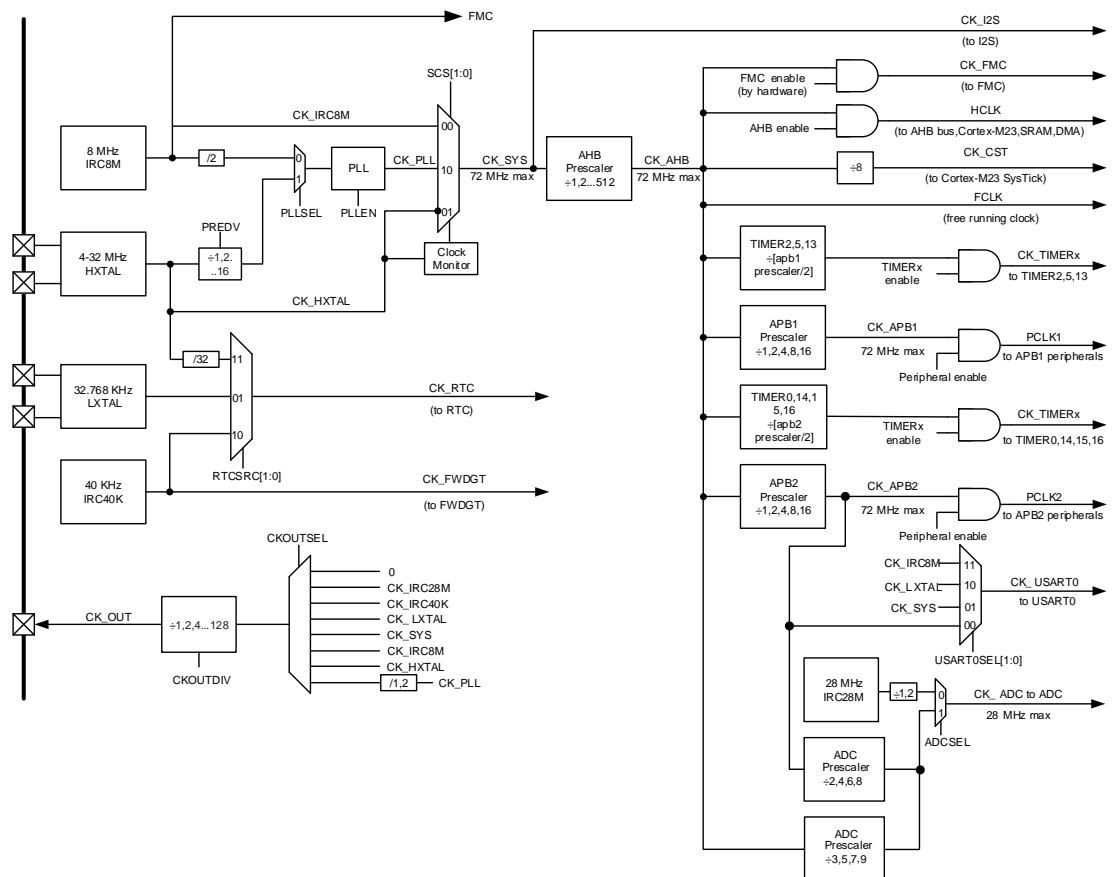 FMC
CK_I2S
(to I2S)
SCS[1:0]
FMC enable
(by hardware)
CK_FMC
(to FMC)
CK_IRC8M
00
AHB enable
HCLK
(to AHB bus,Cortex-M23,SRAM,DMA)
8 MHz
IRC8M
/2
0
1
PLLSEL
PLL
PLLEN
CK_PLL
10
CK_SYS
72 MHz max
AHB
Prescaler
÷1,2...512
CK_AHB
72 MHz max
÷8
CK_CST
(to Cortex-M23 SysTick)
01
FCLK
(free running clock)
PREDV
4-32 MHz
HXTAL
÷1,2.
..16
Clock
Monitor
TIMER2,5,13
÷[apb1
prescaler/2]
TIMERx
enable
CK_TIMERx
to TIMER2,5,13
CK_HXTAL
/32
11
APB1
Prescaler
÷1,2,4,8,16
CK_APB1
72 MHz max
Peripheral enable
PCLK1
to APB1 peripherals
32.768 KHz
LXTAL
01
CK_RTC
(to RTC)
10
RTCSRC[1:0]
TIMER0,14,1
5,16
÷[apb2
prescaler/2]
TIMERx
enable
CK_TIMERx
to TIMER0,14,15,16
40 KHz
IRC40K
CK_FWDGT
(to FWDGT)
APB2
Prescaler
÷1,2,4,8,16
CK_APB2
72 MHz max
Peripheral enable
PCLK2
to APB2 peripherals
CKOUTSEL
0
CK_IRC28M
CK_IRC40K
CK_ LXTAL
CK_SYS
CK_IRC8M
CK_HXTAL
/1,2
CK_PLL
CK_OUT
÷1,2,4...128
CKOUTDIV
CK_IRC8M
11
CK_LXTAL
10
CK_SYS
01
00
CK_USART0
to USART0
USART0SEL[1:0]
28 MHz
IRC28M
÷1,2
0
1
ADCSEL
CK_ ADC to ADC
28 MHz max
ADC
Prescaler
÷2,4,6,8
ADC
Prescaler
÷3,5,7,9